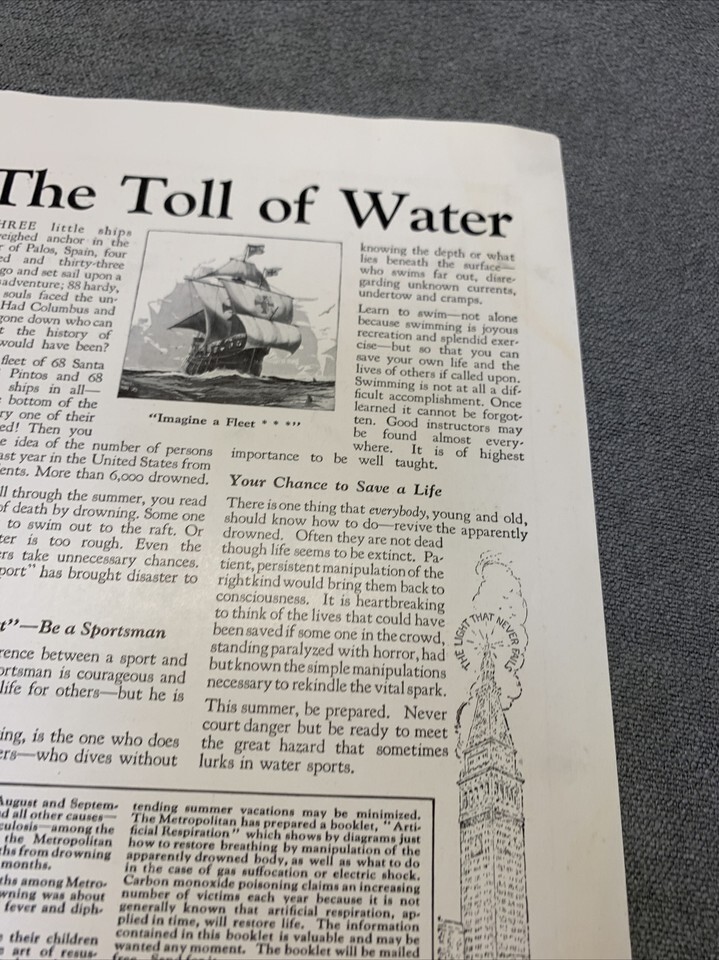 The Toll of Water
HREE little ships
eighed anchor in the
r of Palos, Spain, four
ed and thirty-three
go and set sail upon a
adventure; 88 hardy,
souls faced the un-
Had Columbus and
gone down who can
t the history of
would have been?
fleet of 68 Santa
Pintos and 68
ships in all—
bottom of the
ry one of their
ed! Then you
e idea of the number of persons
ast year in the United States from
ents. More than 6,000 drowned.
ll through the summer, you read
of death by drowning. Some one
to swim out to the raft. Or
ter is too rough. Even the
ers take unnecessary chances.
port" has brought disaster to
t"—Be a Sportsman
rence between a sport and
ortsman is courageous and
life for others—but he is
ing, is the one who does
ers—who dives without
"Imagine a Fleet * * *"
knowing the depth or what
lies beneath the surface—
who swims far out, disre-
garding unknown currents,
undertow and cramps.
Learn to swim—not alone
because swimming is joyous
recreation and splendid exer-
cise—but so that you can
save your own life and the
lives of others if called upon.
Swimming is not at all a dif-
ficult accomplishment. Once
learned it cannot be forgot-
ten. Good instructors may
be found almost every-
where. It is of highest
importance to be well taught.
Your Chance to Save a Life
There is one thing that everybody, young and old,
should know how to do—revive the apparently
drowned. Often they are not dead
though life seems to be extinct. Pa-
tient, persistent manipulation of the
right kind would bring them back to
consciousness. It is heartbreaking
to think of the lives that could have
been saved if some one in the crowd,
standing paralyzed with horror, had
but known the simple manipulations
necessary to rekindle the vital spark.
This summer, be prepared. Never
court danger but be ready to meet
the great hazard that sometimes
lurks in water sports.
THE LIGHT THAT NEVER FAILS
August and Septem-
d all other causes—
culosis—among the
the Metropolitan
ths from drowning
months.
ths among Metro-
wning was about
fever and diph-
e their children
e art of resus-
tending summer vacations may be minimized.
The Metropolitan has prepared a booklet, "Arti-
ficial Respiration" which shows by diagrams just
how to restore breathing by manipulation of the
apparently drowned body, as well as what to do
in the case of gas suffocation or electric shock.
Carbon monoxide poisoning claims an increasing
number of victims each year because it is not
generally known that artificial respiration, ap-
plied in time, will restore life. The information
contained in this booklet is valuable and may be
wanted any moment. The booklet will be mailed